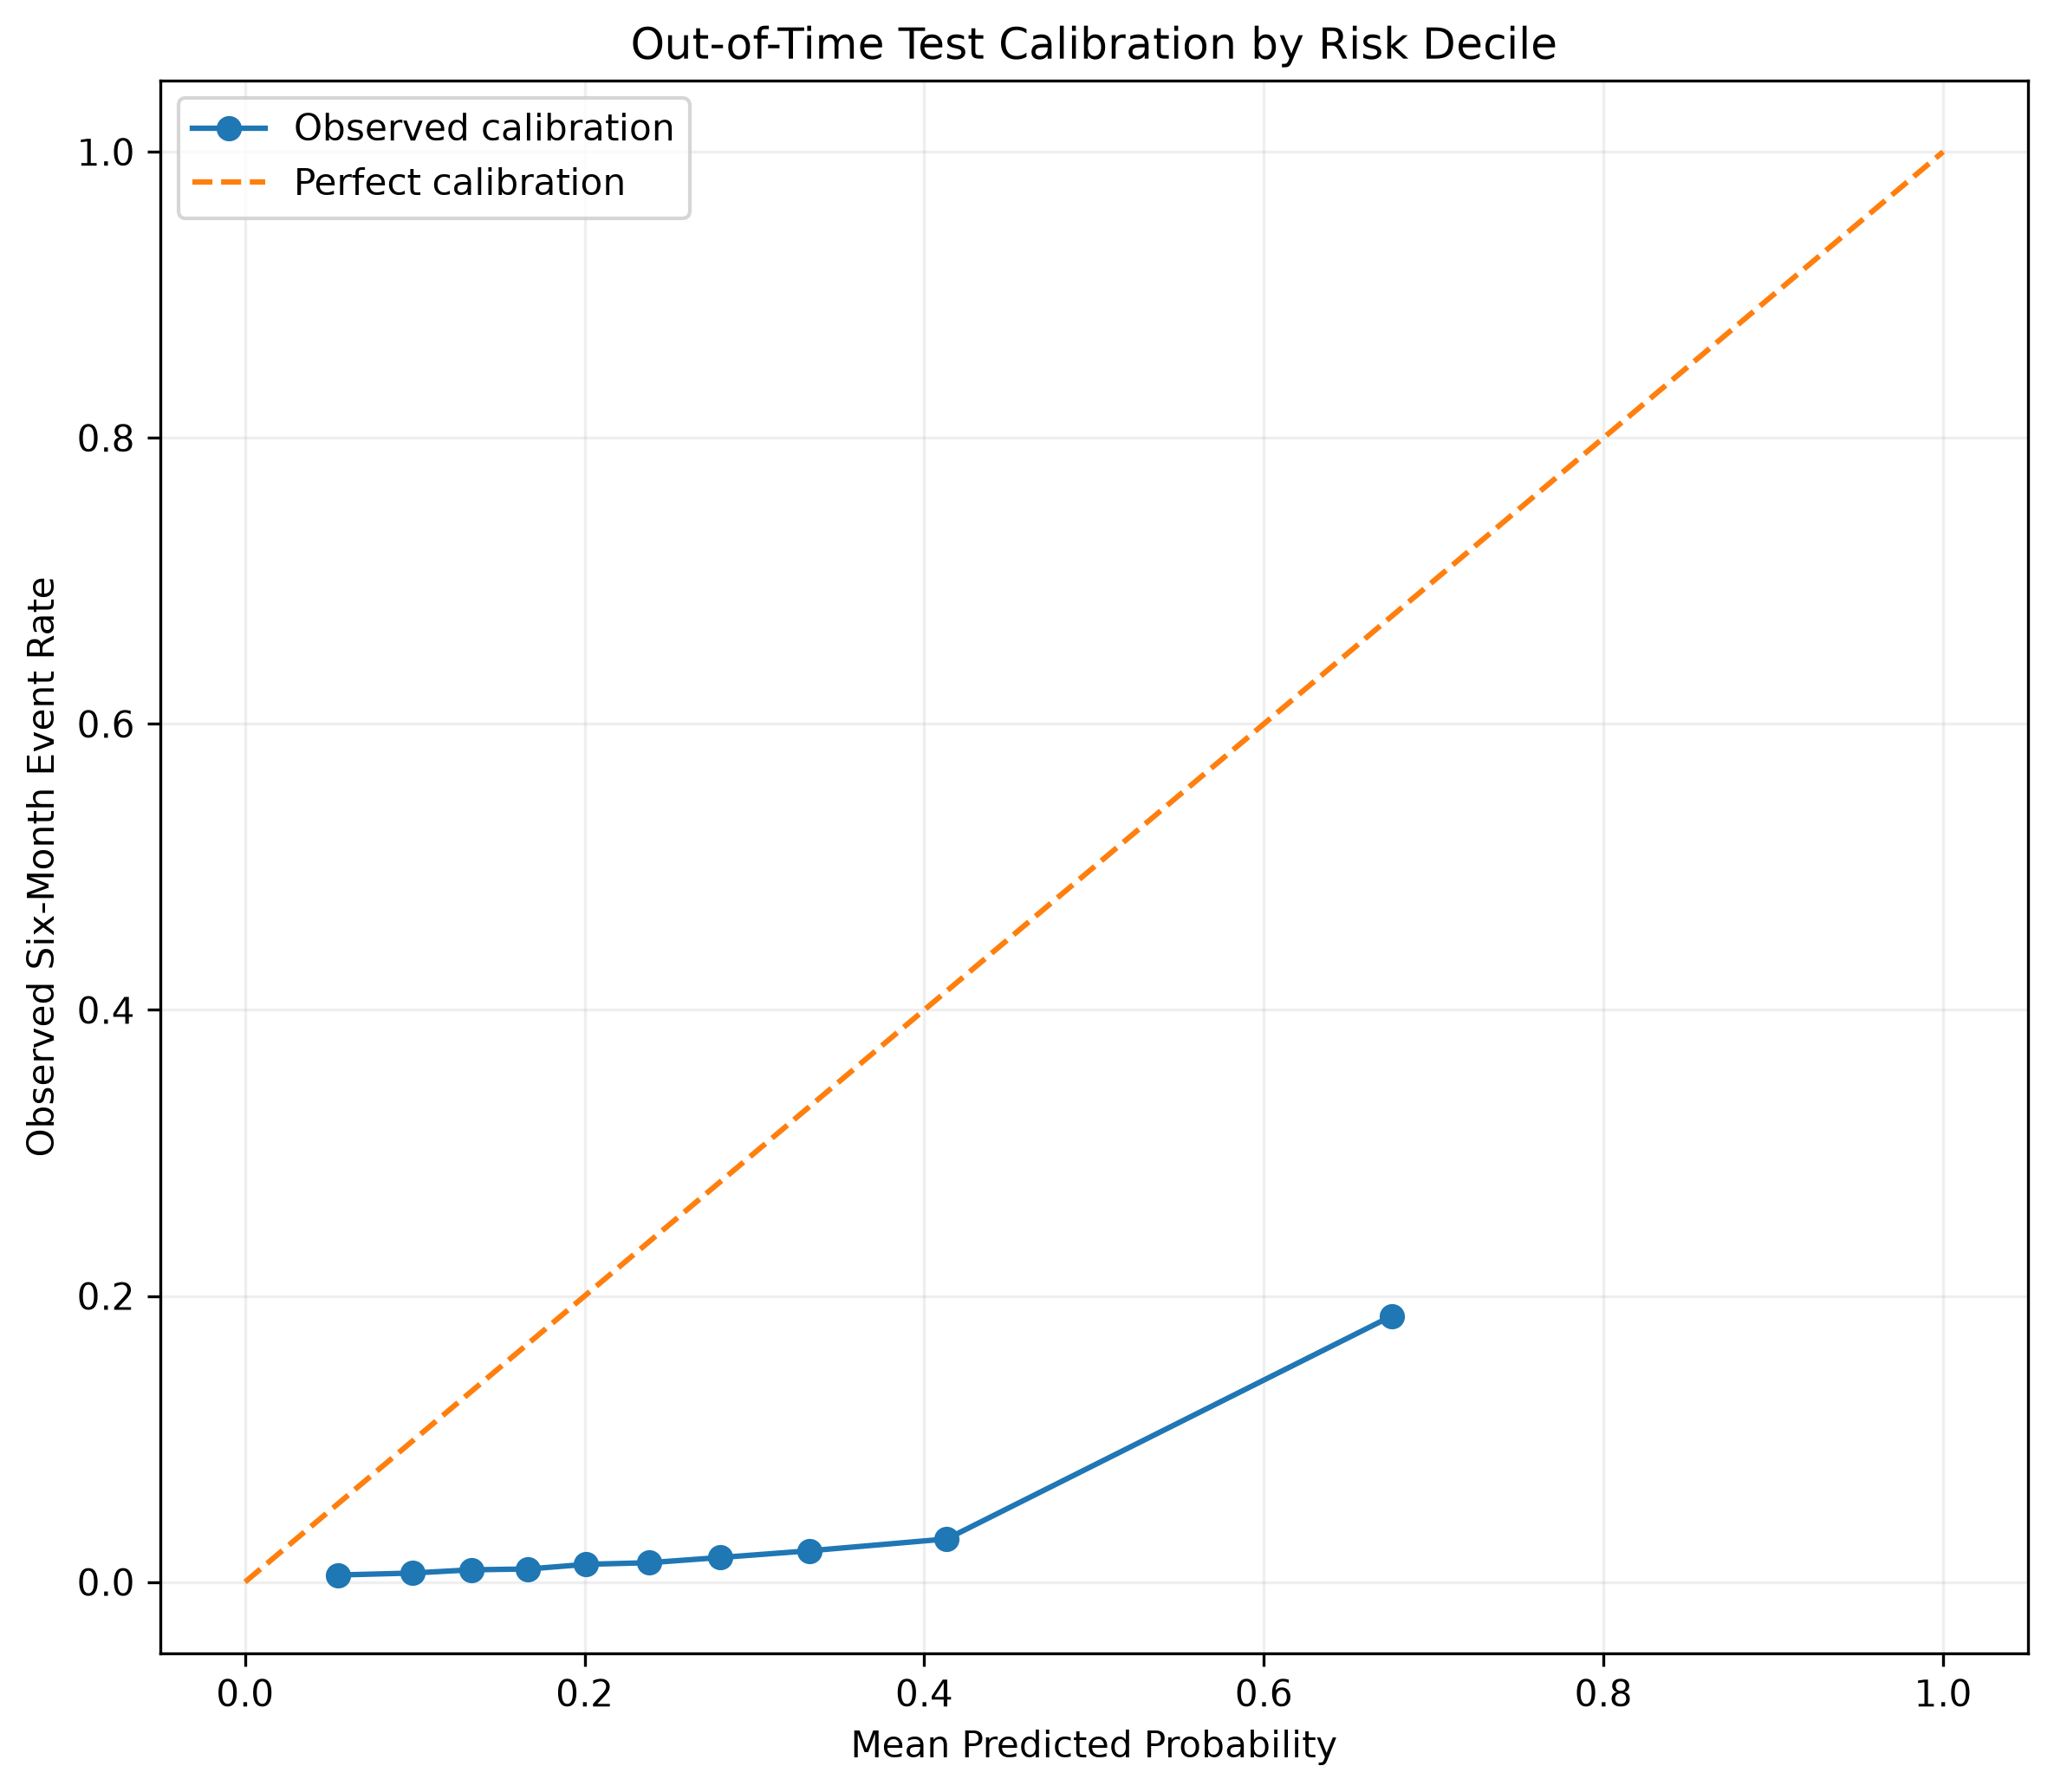 Out-of-Time Test Calibration by Risk Decile
Observed calibration
Perfect calibration
1.0
0.8
0.6
0.4
0.2
0.0
Observed Six-Month Event Rate
0.0 0.2 0.4 0.6 0.8 1.0
Mean Predicted Probability